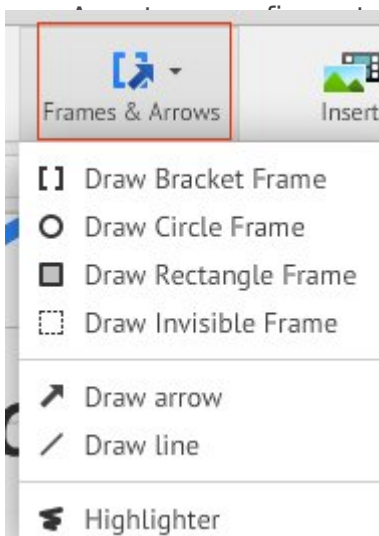 Frames & Arrows
Insert
Draw Bracket Frame
Draw Circle Frame
Draw Rectangle Frame
Draw Invisible Frame
Draw arrow
Draw line
Highlighter